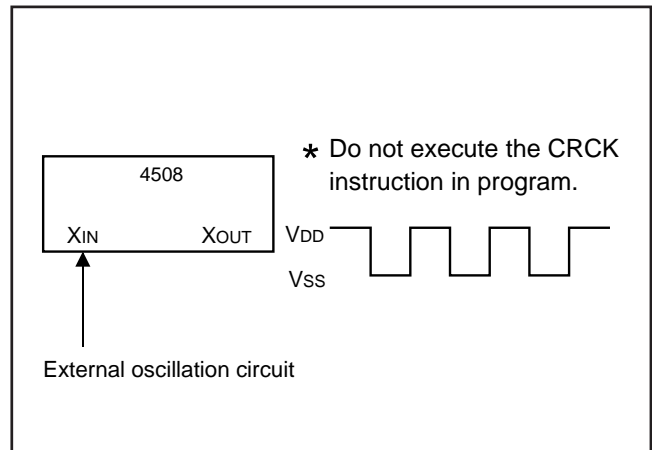 * Do not execute the CRCK
instruction in program.
4508
XIN XOUT
VDD
VSS
External oscillation circuit